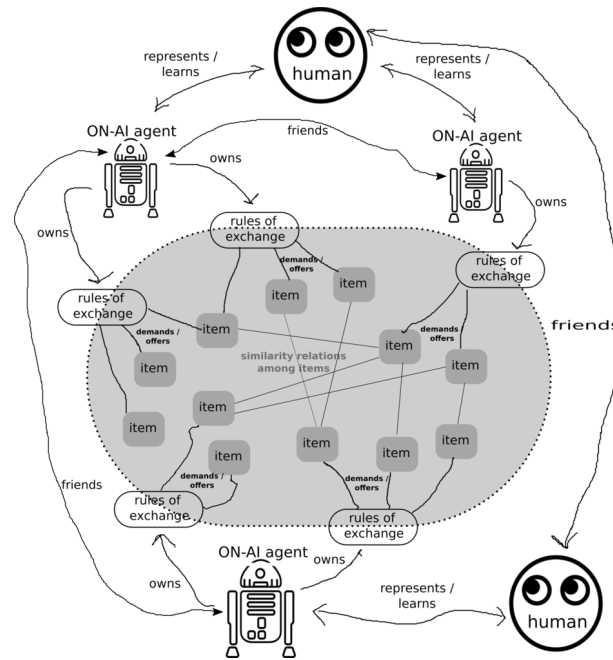 human
represents /
learns
represents /
learns
ON-AI agent
friends
ON-AI agent
owns
owns
owns
rules of
exchange
rules of
exchange
rules of
exchange
demands /
offers
item
item
item
demands /
offers
item
demands /
offers
item
similarity relations
among items
item
friends
item
item
item
item
item
item
demands /
offers
demands /
offers
friends
rules of
exchange
rules of
exchange
ON-AI agent
owns
owns
represents /
learns
human